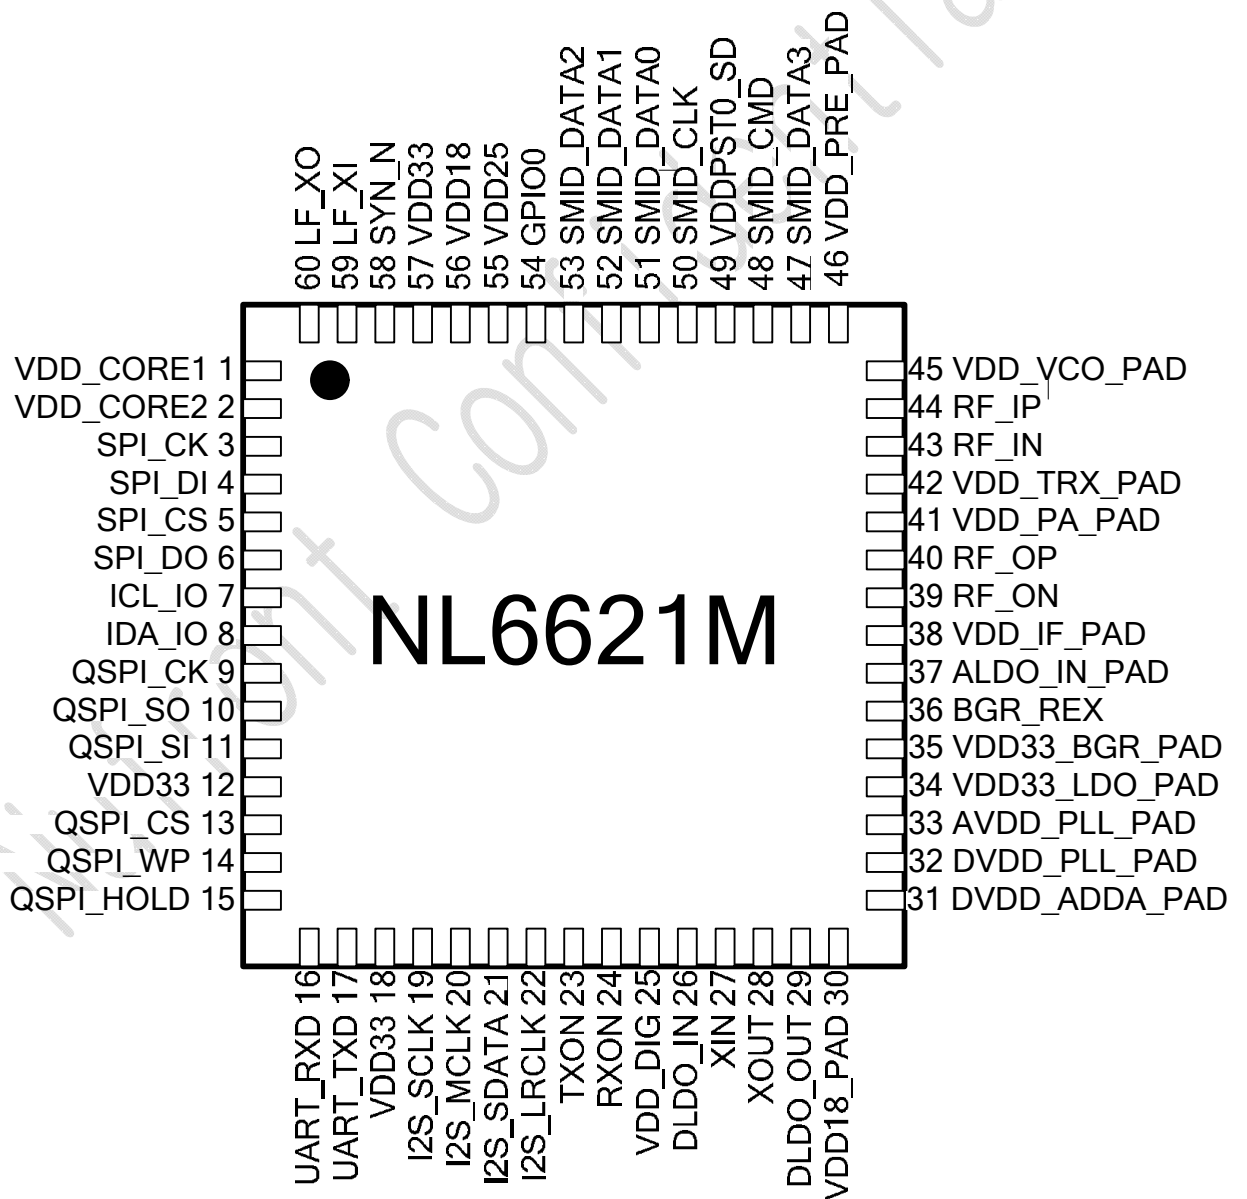 60 LF_XO
59 LF_XI
58 SYN_N
57 VDD33
56 VDD18
55 VDD25
54 GPIO0
53 SMID_DATA2
52 SMID_DATA1
51 SMID_DATA0
50 SMID_CLK
49 VDDPST0_SD
48 SMID_CMD
47 SMID_DATA3
46 VDD_PRE_PAD
VDD_CORE1 1
VDD_CORE2 2
SPI_CK 3
SPI_DI 4
SPI_CS 5
SPI_DO 6
ICL_IO 7
IDA_IO 8
QSPI_CK 9
QSPI_SO 10
QSPI_SI 11
VDD33 12
QSPI_CS 13
QSPI_WP 14
QSPI_HOLD 15
NL6621M
45 VDD_VCO_PAD
44 RF_IP
43 RF_IN
42 VDD_TRX_PAD
41 VDD_PA_PAD
40 RF_OP
39 RF_ON
38 VDD_IF_PAD
37 ALDO_IN_PAD
36 BGR_REX
35 VDD33_BGR_PAD
34 VDD33_LDO_PAD
33 AVDD_PLL_PAD
32 DVDD_PLL_PAD
31 DVDD_ADDA_PAD
UART_RXD 16
UART_TXD 17
VDD33 18
I2S_SCLK 19
I2S_MCLK 20
I2S_SDATA 21
I2S_LRCLK 22
TXON 23
RXON 24
VDD_DIG 25
DLDO_IN 26
XIN 27
XOUT 28
DLDO_OUT 29
VDD18_PAD 30